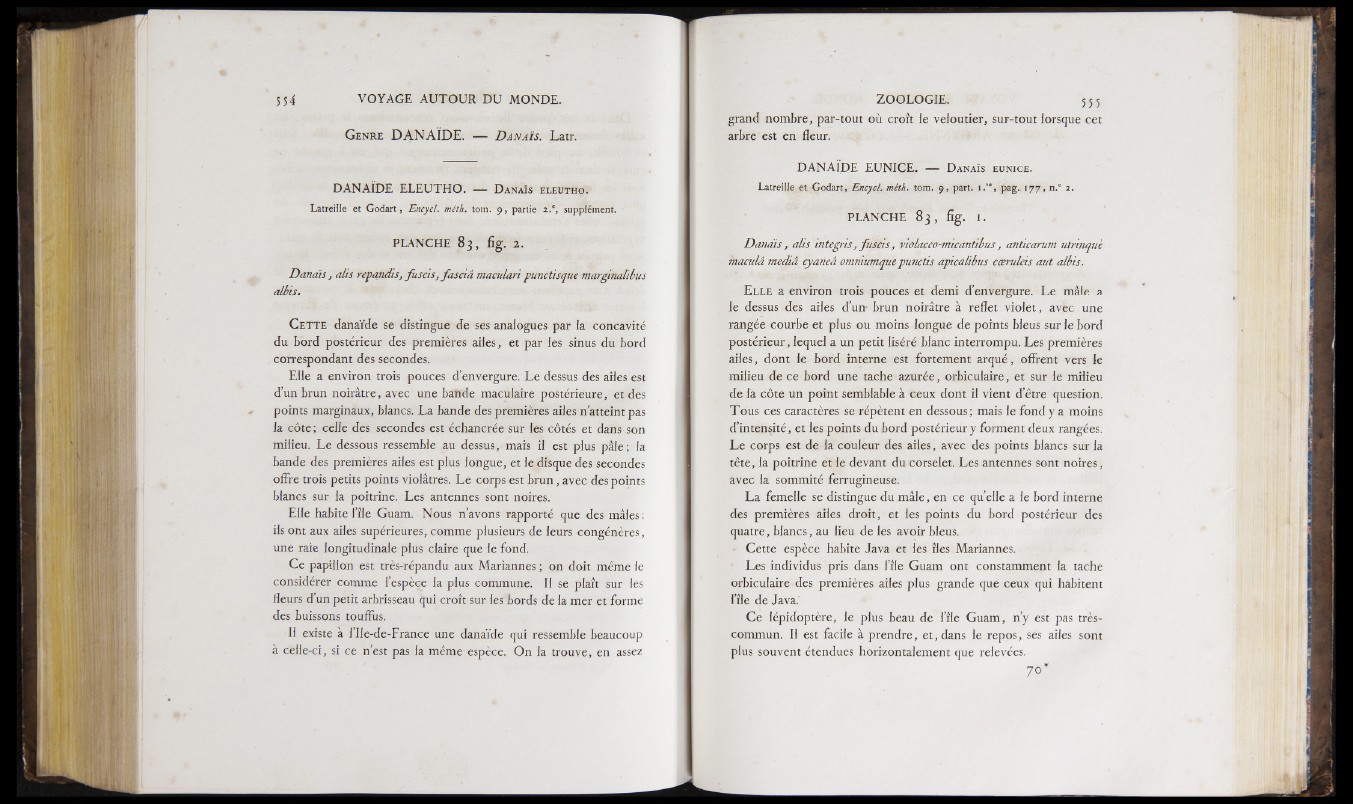 554 VOYAGE AUTOUR DU MONDE.
GENRE DANAÏDE. — DANAÏS. Latr.
DANAÏDE ELEUTHO. — DANAÏS ELEUTHO.
Latreille et Godart, Encycl. méth. tom. 9, partie 2.e, supplément.
PLANCHE 83, fig. 2.
Danaïs, alis repandis, fuscis, fasciâ maculari punctisque marginalibus
albis.
CETTE danaïde se distingue de ses analogues par la concavité
du bord postérieur des premières ailes, et par les sinus du bord
correspondant des secondes.
Elle a environ trois pouces d'envergure. Le dessus des ailes est
d'un brun noirâtre, avec une bande maculaire postérieure, et des
points marginaux, blancs. La bande des premières ailes n'atteint pas
la côte; celle des secondes est échancrée sur les côtés et dans son
milieu. Le dessous ressemble au dessus, mais il est plus pâle; la
bande des premières ailes est plus longue, et le disque des secondes
offre trois petits points violâtres. Le corps est brun, avec des points
blancs sur la poitrine. Les antennes sont noires.
Elle habite l'île Guam. Nous n'avons rapporté que des mâles:
ils ont aux ailes supérieures, comme plusieurs de leurs congénères,
une raie longitudinale plus claire que le fond.
Ce papillon est très-répandu aux Mariannes; on doit même le
considérer comme l'espèce la plus commune. Il se plaît sur les
fleurs d'un petit arbrisseau qui croît sur les bords de la mer et forme
des buissons touffus.
Il existe à l'Ile-de-France une danaïde qui ressemble beaucoup
à celle-ci, si ce n'est pas la même espèce. On la trouve, en assez
ZOOLOGIE. 555
grand nombre, par-tout où croît le veloutier, sur-tout lorsque cet
arbre est en fleur.
DANAÏDE EUNICE. — DANAÏS EUNICE.
Latreille et Godart, Encycl. méth. tom. 9, part. 1.re, pag. 177, n.° 2.
PLANCHE 83, fig. 1.
Danaïs, alis integris, fuscis, violaceo-micantibus, anticarum utrinquè
maculâ mediâ cyaneâ omniumque punctis apicalibus cæruleis aut albis.
ELLE a environ trois pouces et demi d'envergure. Le mâle a
le dessus des ailes d'un brun noirâtre à reflet violet, avec une
rangée courbe et plus ou moins longue de points bleus sur le bord
postérieur, lequel a un petit liséré blanc interrompu. Les premières
ailes, dont le bord interne est fortement arqué, offrent vers le
milieu de ce bord une tache azurée, orbiculaire, et sur le milieu
de la côte un point semblable à ceux dont il vient d'être question.
Tous ces caractères se répètent en dessous; mais le fond y a moins
d'intensité, et les points du bord postérieur y forment deux rangées.
Le corps est de la couleur des ailes, avec des points blancs sur la
tête, la poitrine et le devant du corselet. Les antennes sont noires,
avec la sommité ferrugineuse.
La femelle se distingue du mâle, en ce qu'elle a le bord interne
des premières ailes droit, et les points du bord postérieur des
quatre, blancs, au lieu de les avoir bleus.
Cette espèce habite Java et les îles Mariannes.
Les individus pris dans l'île Guam ont constamment la tache
orbiculaire des premières ailes plus grande que ceux qui habitent
l'île de Java.
Ce lépidoptère, le plus beau de l'île Guam, n'y est pas très-
commun. Il est facile à prendre, et, dans le repos, ses ailes sont
plus souvent étendues horizontalement que relevées.
70*